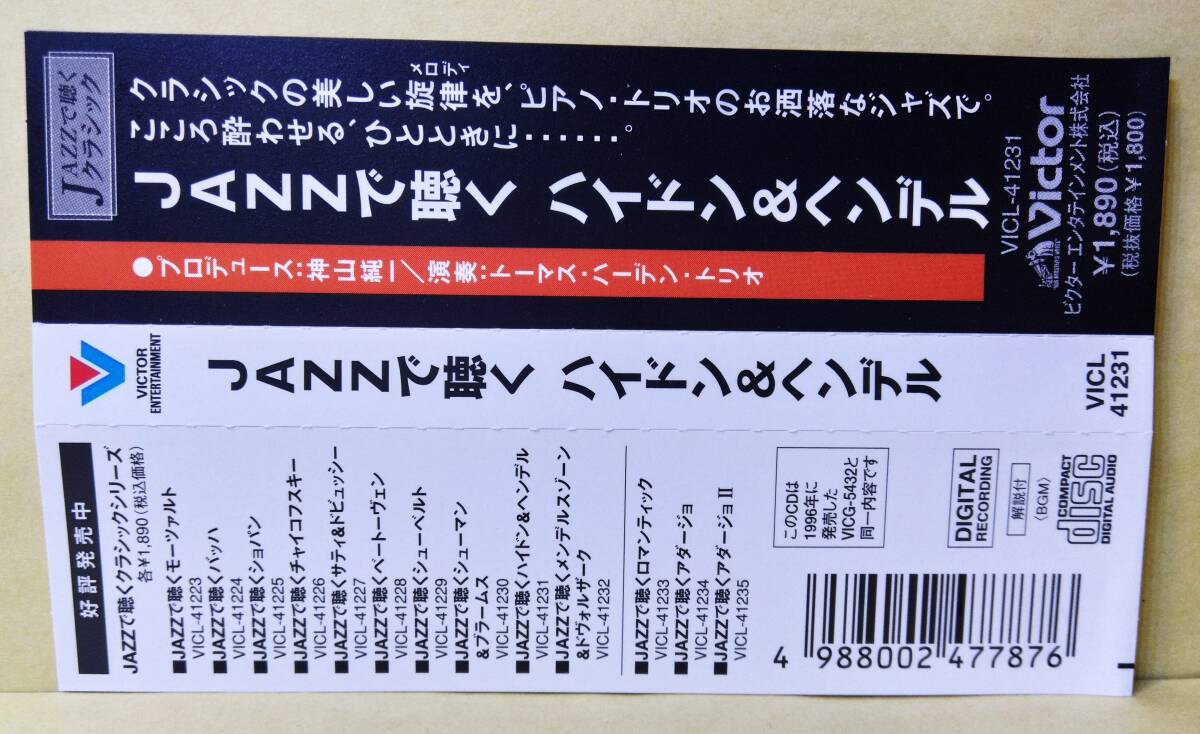 JAZZで聴く
クラシック
クラシックの美しい旋律を、ピアノ・トリオのお洒落なジャズで。
メロディ
こころ酔わせる、ひとときに……。
JAZZで聴く ハイドン&ヘンデル
●プロデュース:神山純一/演奏:トーマス・ハーデン・トリオ
VICL-41231
Victor
ビクター エンタテインメント株式会社
¥1,890(税込)
(税抜価格¥1,800)
VICTOR
ENTERTAINMENT
JAZZで聴く ハイドン&ヘンデル
VICL
41231
好評発売中
JAZZで聴くクラシックシリーズ
各¥1,890(税込価格)
■JAZZで聴くモーツァルト
VICL-41223
■JAZZで聴くバッハ
VICL-41224
■JAZZで聴くショパン
VICL-41225
■JAZZで聴くチャイコフスキー
VICL-41226
■JAZZで聴くサティ&ドビュッシー
VICL-41227
■JAZZで聴くベートーヴェン
VICL-41228
■JAZZで聴くシューベルト
VICL-41229
■JAZZで聴くシューマン
&ブラームス
VICL-41230
■JAZZで聴くハイドン&ヘンデル
VICL-41231
■JAZZで聴くメンデルスゾーン
&ドヴォルザーク
VICL-41232
■JAZZで聴くロマンティック
VICL-41233
■JAZZで聴くアダージョ
VICL-41234
■JAZZで聴くアダージョⅡ
VICL-41235
このCDは
1996年に
発売した
VICG-5432と
同一内容です
DIGITAL
RECORDING
解説付
〈BGM〉
COMPACT
disc
DIGITAL AUDIO
4 988002 477876